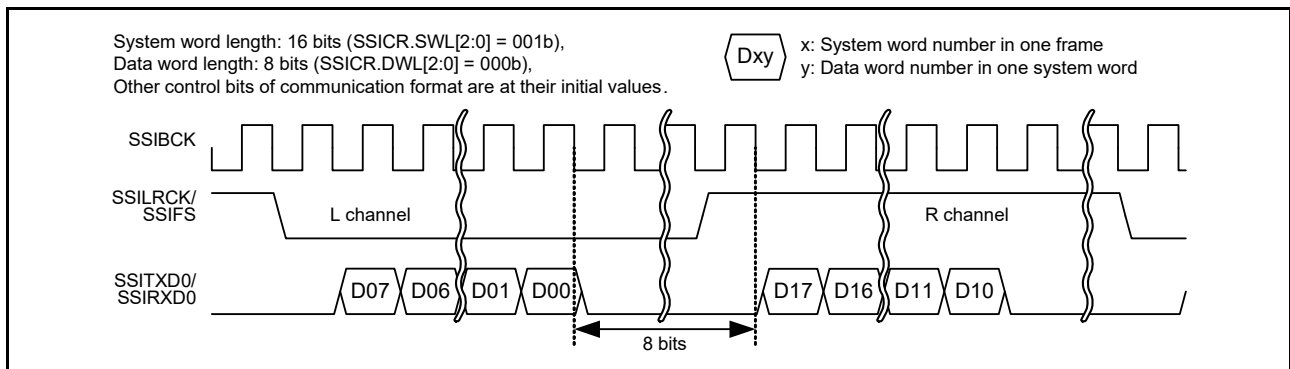 System word length: 16 bits (SSICR.SWL[2:0] = 001b),
Data word length: 8 bits (SSICR.DWL[2:0] = 000b),
Other control bits of communication format are at their initial values.
Dxy
x: System word number in one frame
y: Data word number in one system word
SSIBCK
SSILRCK/
SSIFS
L channel
R channel
SSITXD0/
SSIRXD0
D07 D06 D01 D00 D17 D16 D11 D10
8 bits